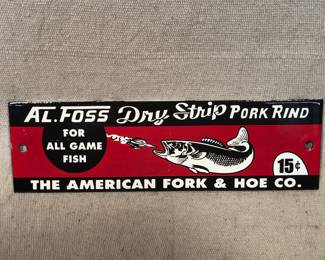 AL. FOSS Dry Strip PORK RIND
FOR
ALL GAME
FISH
15¢
THE AMERICAN FORK & HOE CO.